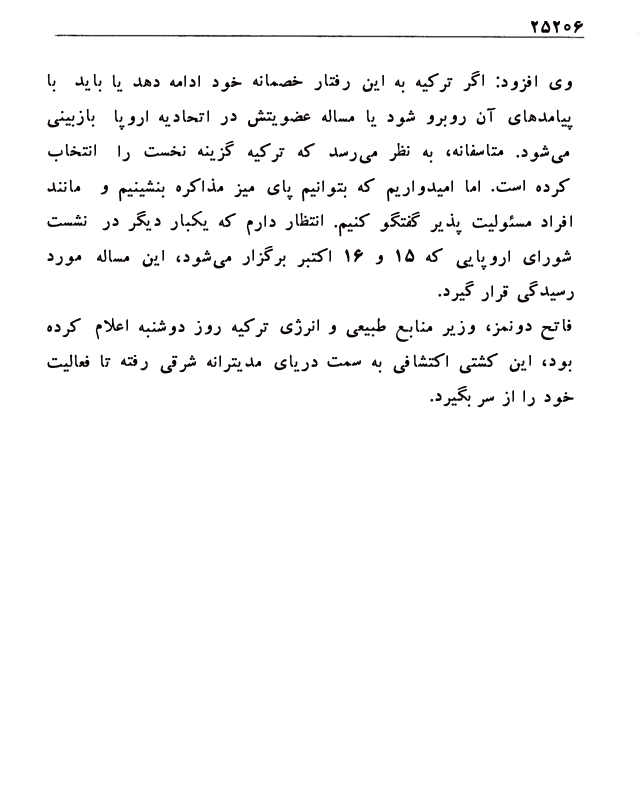 ۲۵۲۰۶
وی افزود: اگر ترکیه به این رفتار خصمانه خود ادامه دهد یا باید با
پیامدهای آن روبرو شود یا مساله عضویتش در اتحادیه اروپا بازبینی
می‌شود. متاسفانه، به نظر می‌رسد که ترکیه گزینه نخست را انتخاب
کرده است. اما امیدواریم که بتوانیم پای میز مذاکره بنشینیم و مانند
افراد مسئولیت پذیر گفتگو کنیم. انتظار دارم که یکبار دیگر در نشست
شورای اروپایی که ۱۵ و ۱۶ اکتبر برگزار می‌شود، این مساله مورد
رسیدگی قرار گیرد.
فاتح دونمز، وزیر منابع طبیعی و انرژی ترکیه روز دوشنبه اعلام کرده
بود، این کشتی اکتشافی به سمت دریای مدیترانه شرقی رفته تا فعالیت
خود را از سر بگیرد.